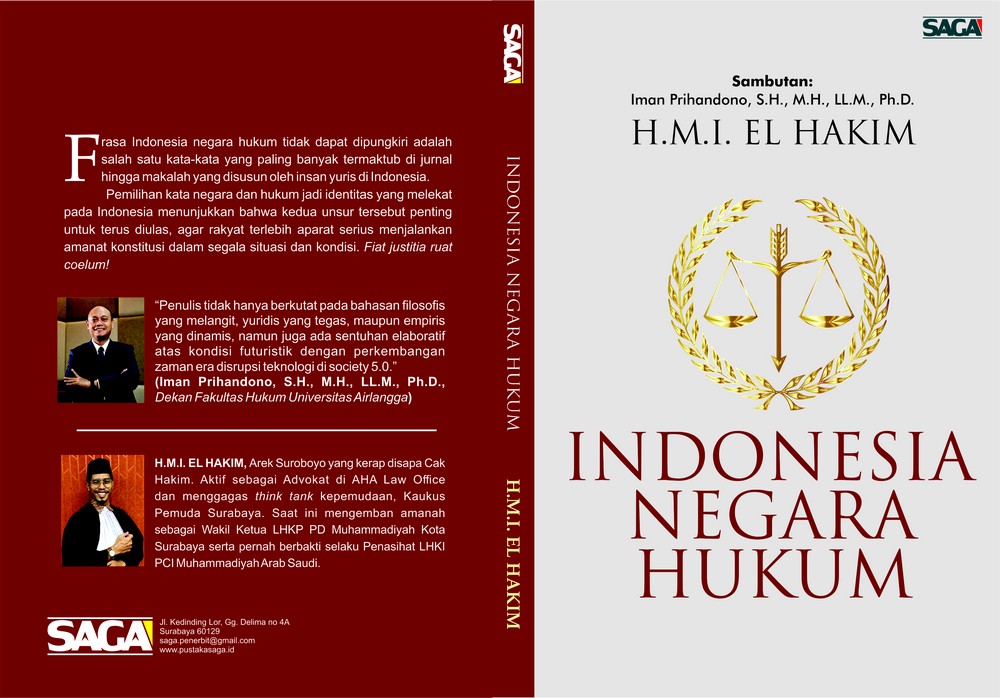 Frasa Indonesia negara hukum tidak dapat dipungkiri adalah
salah satu kata-kata yang paling banyak termaktub di jurnal
hingga makalah yang disusun oleh insan yuris di Indonesia.
Pemilihan kata negara dan hukum jadi identitas yang melekat
pada Indonesia menunjukkan bahwa kedua unsur tersebut penting
untuk terus diulas, agar rakyat terlebih aparat serius menjalankan
amanat konstitusi dalam segala situasi dan kondisi. Fiat justitia ruat
coelum!
“Penulis tidak hanya berkutat pada bahasan filosofis
yang melangit, yuridis yang tegas, maupun empiris
yang dinamis, namun juga ada sentuhan elaboratif
atas kondisi futuristik dengan perkembangan
zaman era disrupsi teknologi di society 5.0.”
(Iman Prihandono, S.H., M.H., LL.M., Ph.D.,
Dekan Fakultas Hukum Universitas Airlangga)
H.M.I. EL HAKIM, Arek Suroboyo yang kerap disapa Cak
Hakim. Aktif sebagai Advokat di AHA Law Office
dan menggagas think tank kepemudaan, Kaukus
Pemuda Surabaya. Saat ini mengemban amanah
sebagai Wakil Ketua LHKP PD Muhammadiyah Kota
Surabaya serta pernah berbakti selaku Penasihat LHKI
PCI Muhammadiyah Arab Saudi.
SAGA
Jl. Kedinding Lor, Gg. Delima no 4A
Surabaya 60129
saga.penerbit@gmail.com
www.pustakasaga.id
SAGA
INDONESIA NEGARA HUKUM
H.M.I. EL HAKIM
SAGA
Sambutan:
Iman Prihandono, S.H., M.H., LL.M., Ph.D.
H.M.I. EL HAKIM
INDONESIA
NEGARA
HUKUM